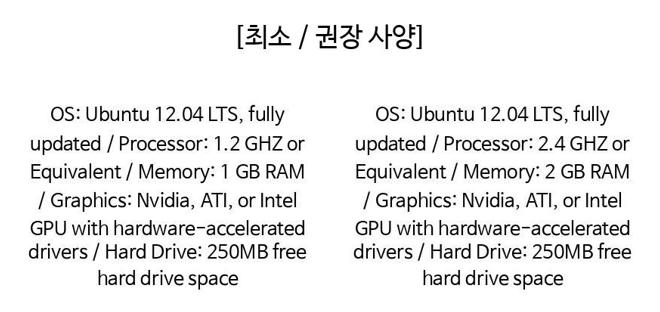 [최소 / 권장 사양]
OS: Ubuntu 12.04 LTS, fully
updated / Processor: 1.2 GHZ or
Equivalent / Memory: 1 GB RAM
/ Graphics: Nvidia, ATI, or Intel
GPU with hardware-accelerated
drivers / Hard Drive: 250MB free
hard drive space
OS: Ubuntu 12.04 LTS, fully
updated / Processor: 2.4 GHZ or
Equivalent / Memory: 2 GB RAM
/ Graphics: Nvidia, ATI, or Intel
GPU with hardware-accelerated
drivers / Hard Drive: 250MB free
hard drive space